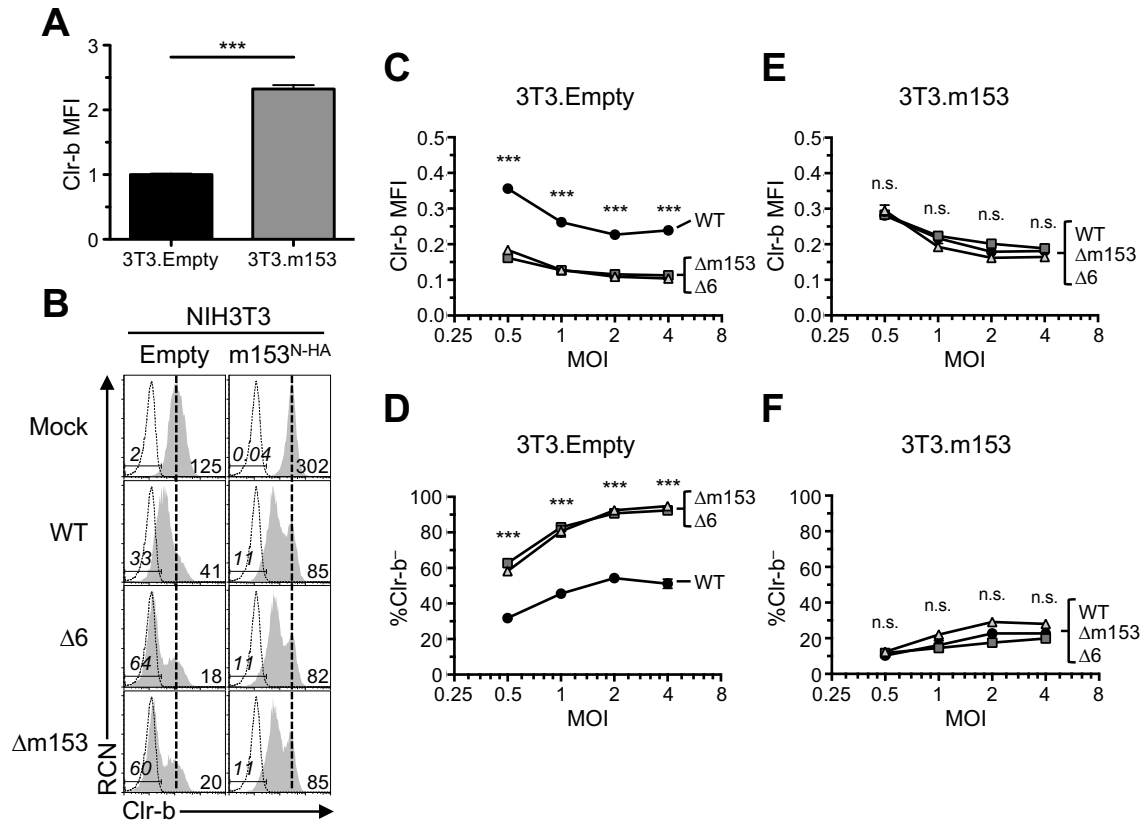 A
3
2
1
0
Clr-b MFI
***
3T3.Empty
3T3.m153
B
NIH3T3
Empty
m153N-HA
Mock
2
125
0.04
302
WT
33
41
11
85
Δ6
64
18
11
82
Δm153
60
20
11
85
RCN
Clr-b
C
3T3.Empty
0.5
0.4
0.3
0.2
0.1
0.0
Clr-b MFI
***
***
***
***
WT
Δm153
Δ6
0.25
0.5
1
2
4
8
MOI
D
3T3.Empty
100
80
60
40
20
0
%Clr-b⁻
***
***
***
***
Δm153
Δ6
WT
0.25
0.5
1
2
4
8
MOI
E
3T3.m153
0.5
0.4
0.3
0.2
0.1
0.0
Clr-b MFI
n.s.
n.s.
n.s.
n.s.
WT
Δm153
Δ6
0.25
0.5
1
2
4
8
MOI
F
3T3.m153
100
80
60
40
20
0
%Clr-b⁻
n.s.
n.s.
n.s.
n.s.
WT
Δm153
Δ6
0.25
0.5
1
2
4
8
MOI